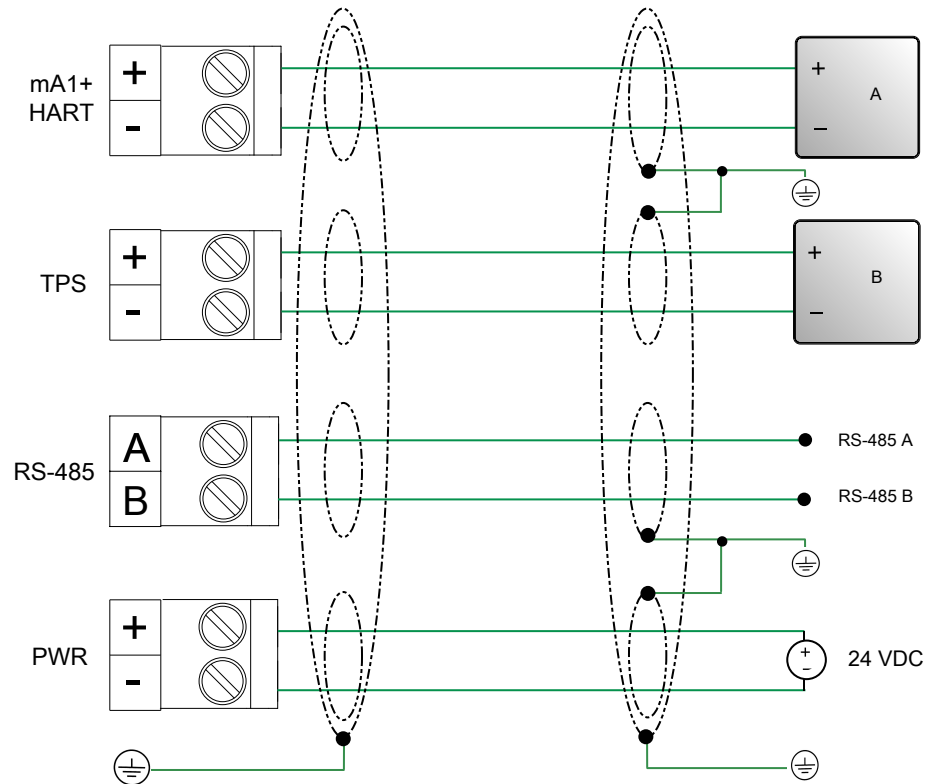 mA1+
HART
+
-
+
-
A
TPS
+
-
+
-
B
RS-485
A
B
RS-485 A
RS-485 B
PWR
+
-
+
-
24 VDC